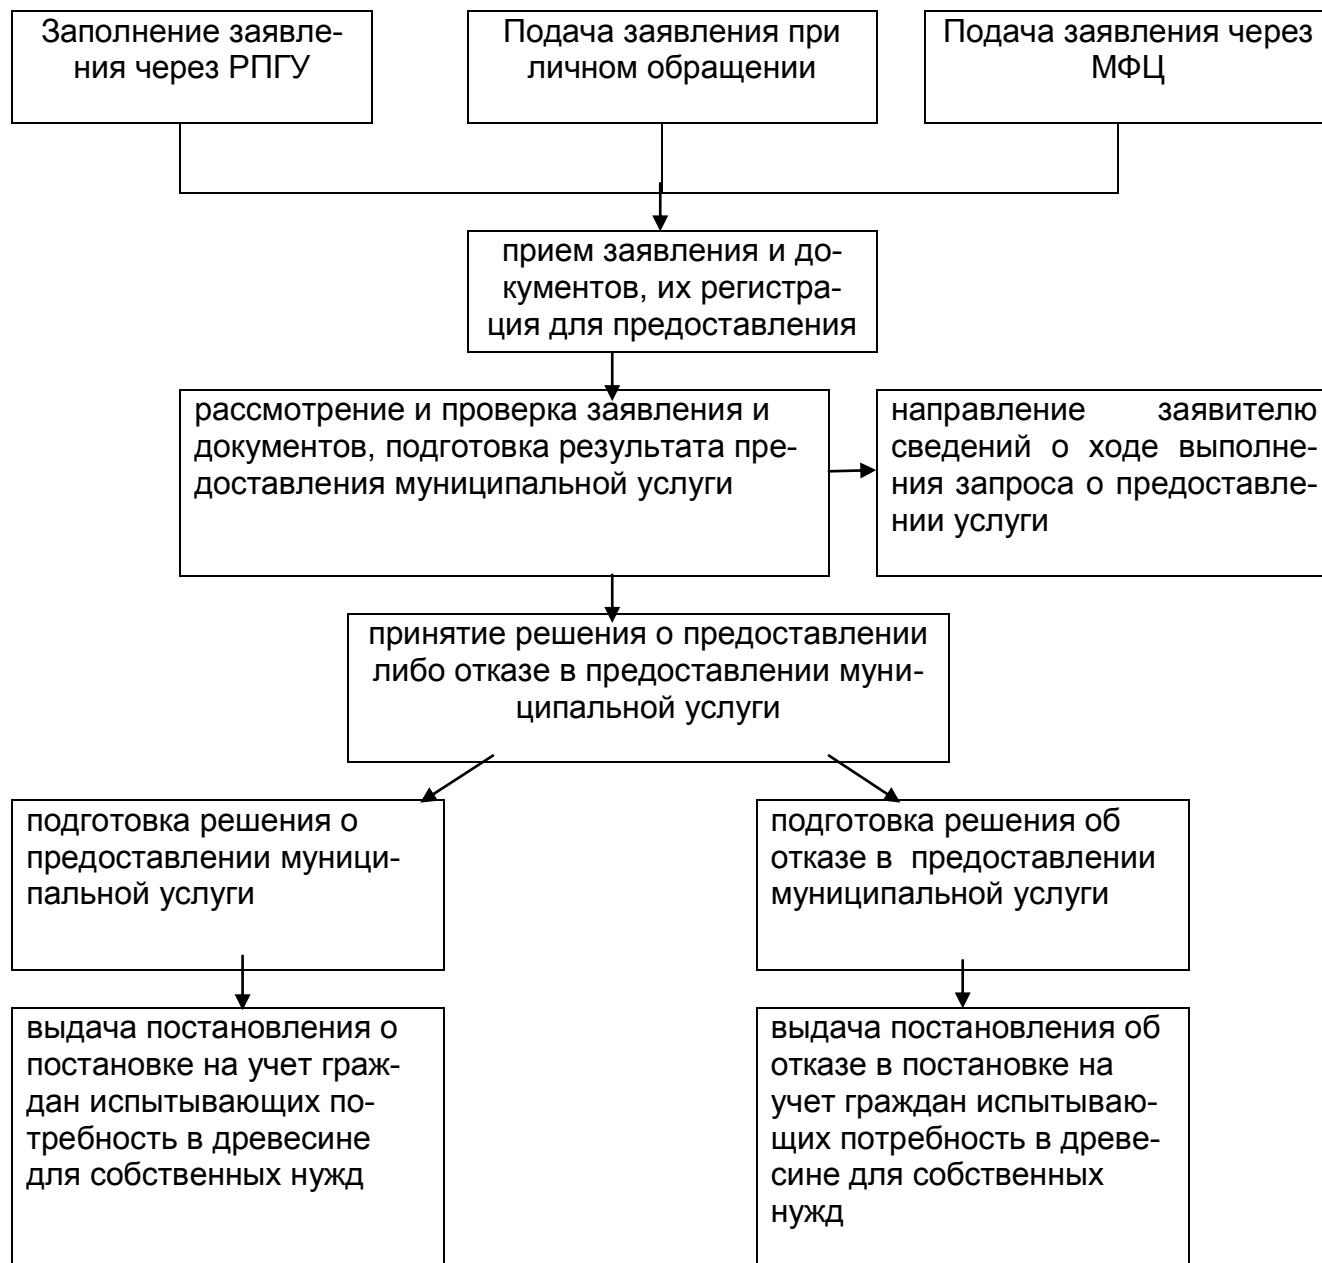 Заполнение заявле-
ния через РПГУ
Подача заявления при
личном обращении
Подача заявления через
МФЦ
прием заявления и до-
кументов, их регистра-
ция для предоставления
рассмотрение и проверка заявления и
документов, подготовка результата пре-
доставления муниципальной услуги
направление заявителю
сведений о ходе выполне-
ния запроса о предоставле-
нии услуги
принятие решения о предоставлении
либо отказе в предоставлении муни-
ципальной услуги
подготовка решения о
предоставлении муници-
пальной услуги
подготовка решения об
отказе в предоставлении
муниципальной услуги
выдача постановления о
постановке на учет граж-
дан испытывающих по-
требность в древесине
для собственных нужд
выдача постановления об
отказе в постановке на
учет граждан испытываю-
щих потребность в древе-
сине для собственных
нужд